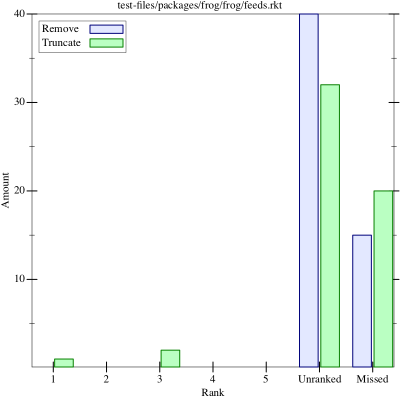 test-files/packages/frog/frog/feeds.rkt
Remove
Truncate
40
30
20
10
Amount
1 2 3 4 5 Unranked Missed
Rank